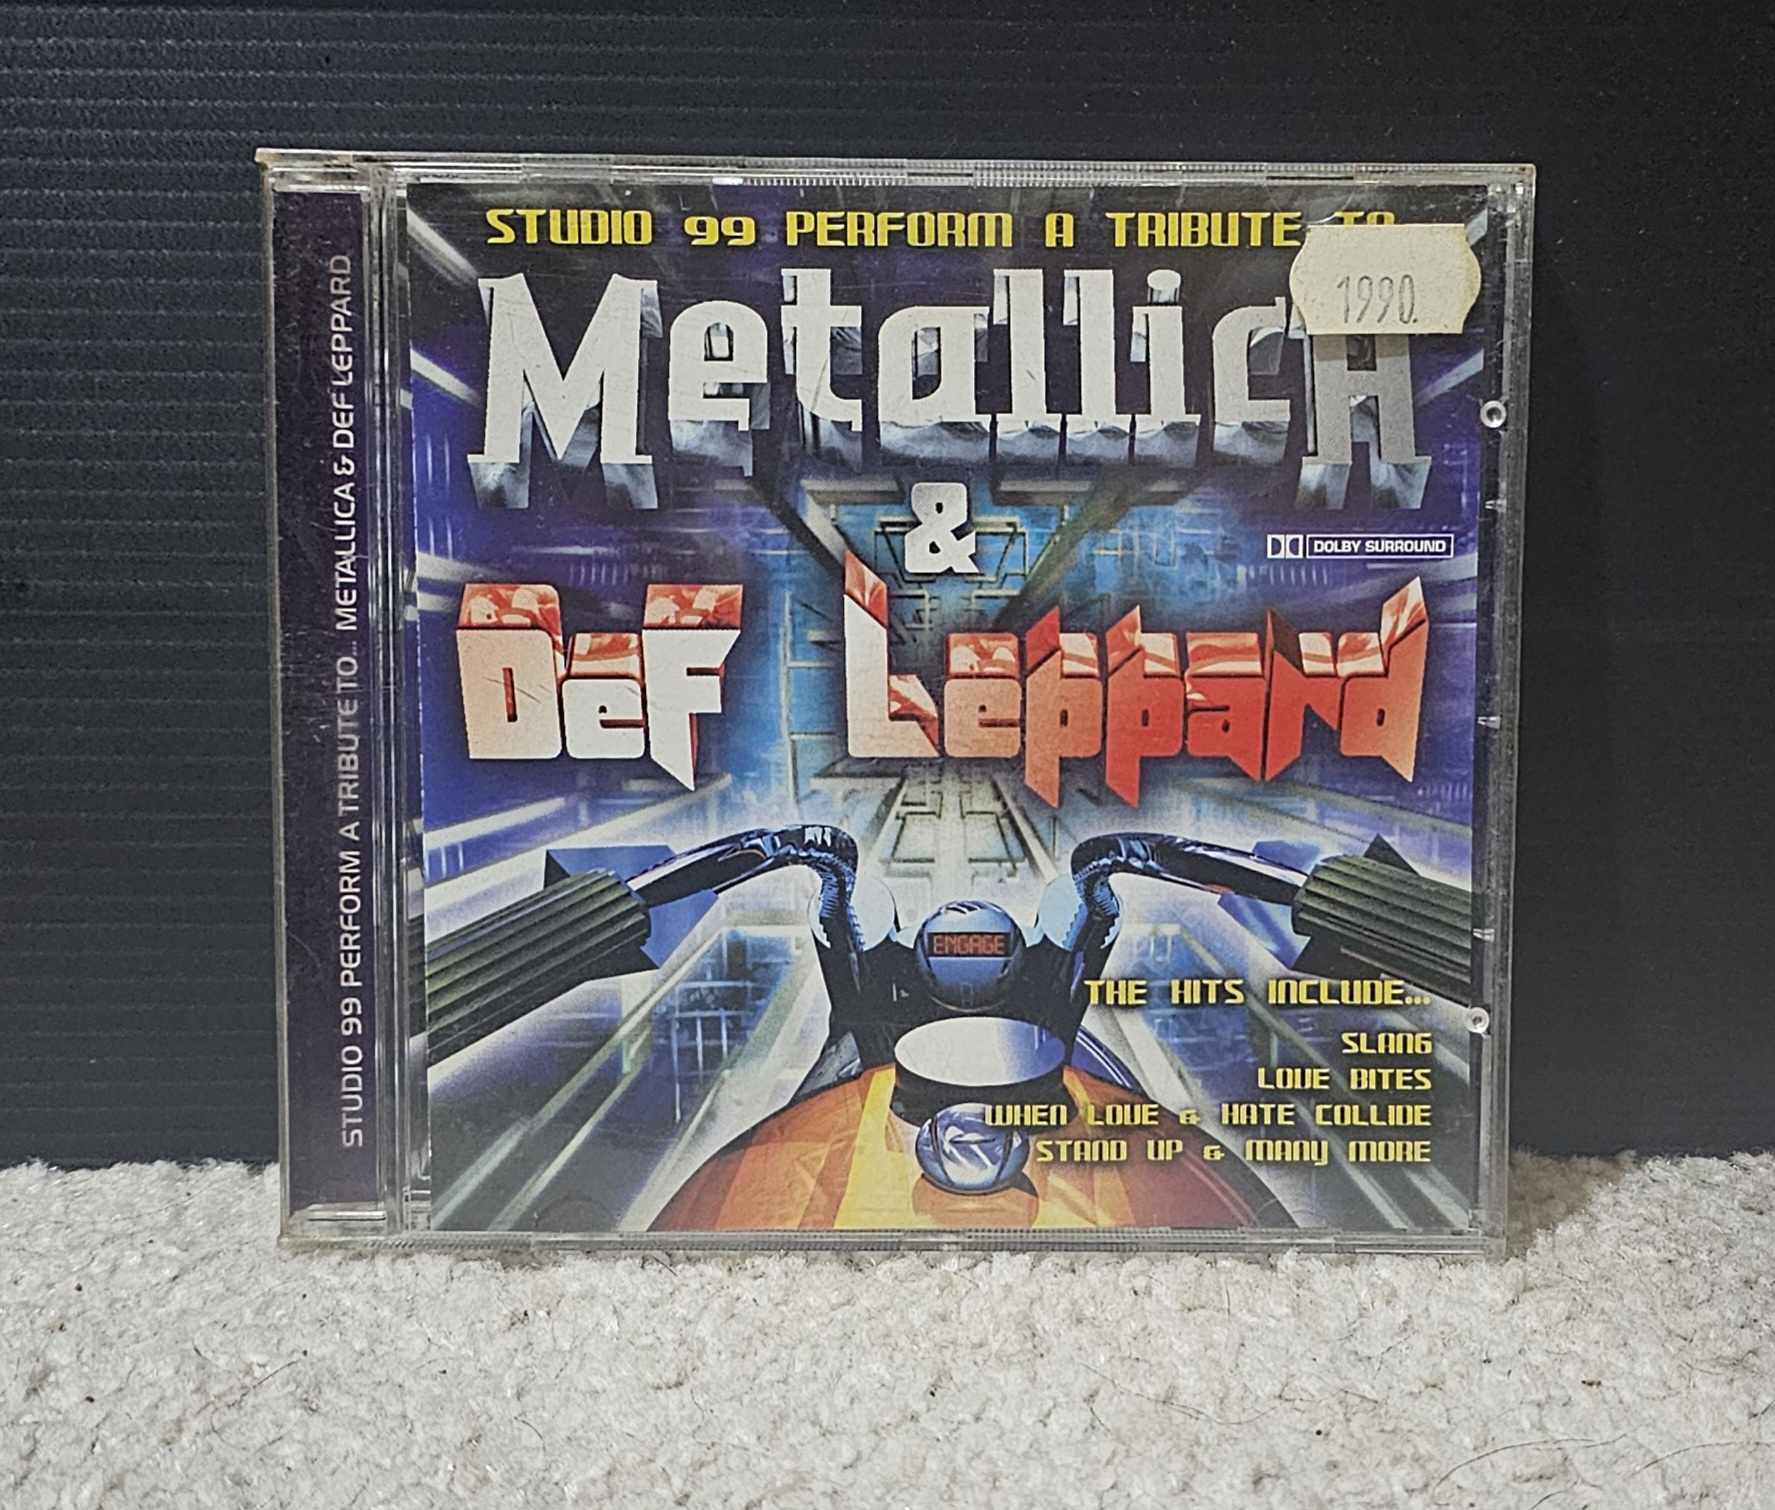 STUDIO 99 PERFORM A TRIBUTE TO
1990.
MetallicA
&
DOLBY SURROUND
Def Leppard
ENGAGE
THE HITS INCLUDE...
SLANG
LOVE BITES
WHEN LOVE & HATE COLLIDE
STAND UP & MANY MORE
STUDIO 99 PERFORM A TRIBUTE TO... METALLICA & DEF LEPPARD